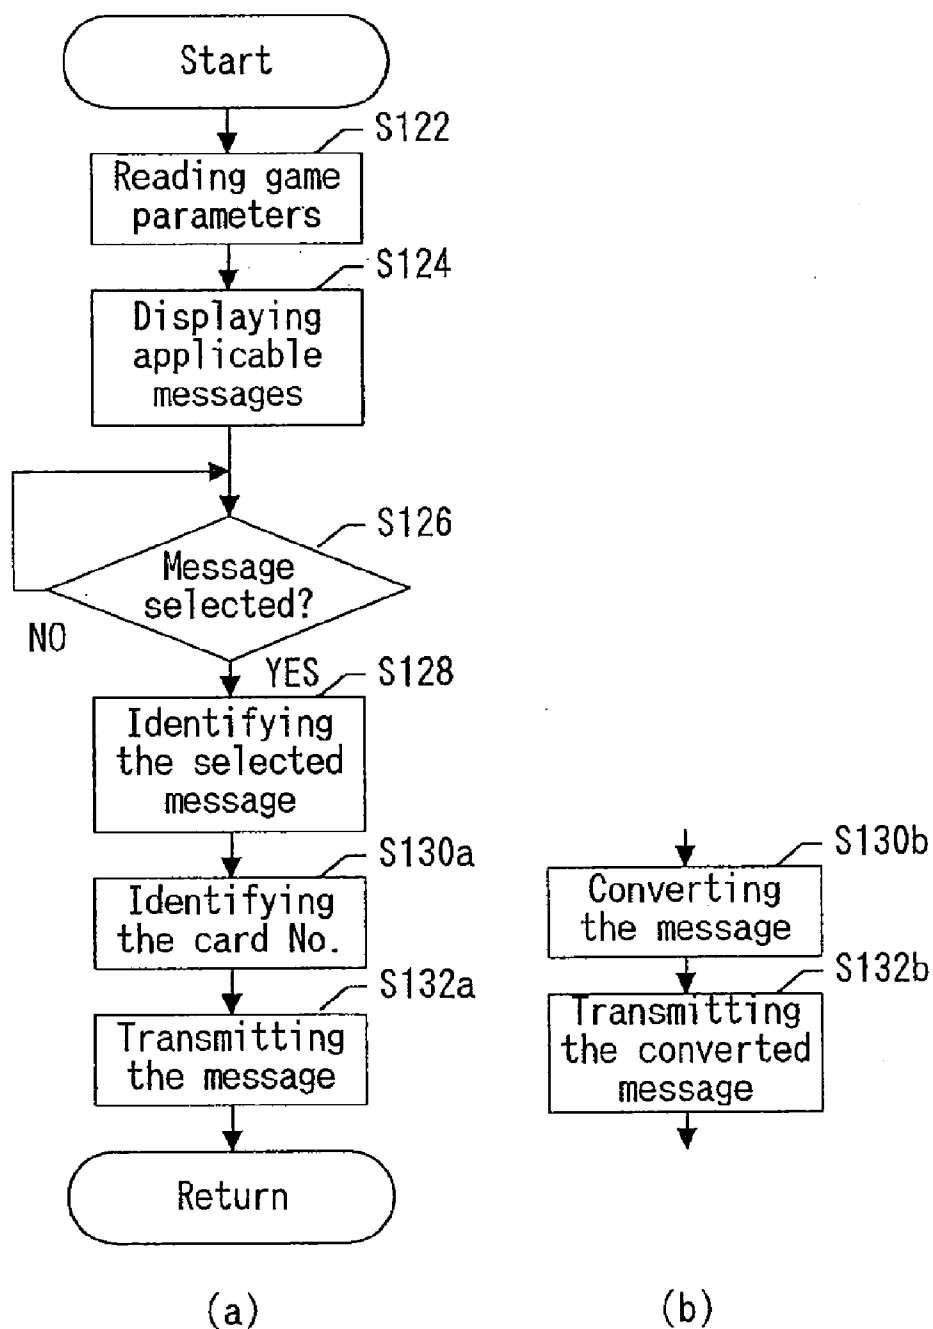 Start
S122
Reading game
parameters
S124
Displaying
applicable
messages
S126
Message
selected?
NO
YES
S128
Identifying
the selected
message
S130a
Identifying
the card No.
S132a
Transmitting
the message
Return
(a)
S130b
Converting
the message
S132b
Transmitting
the converted
message
(b)